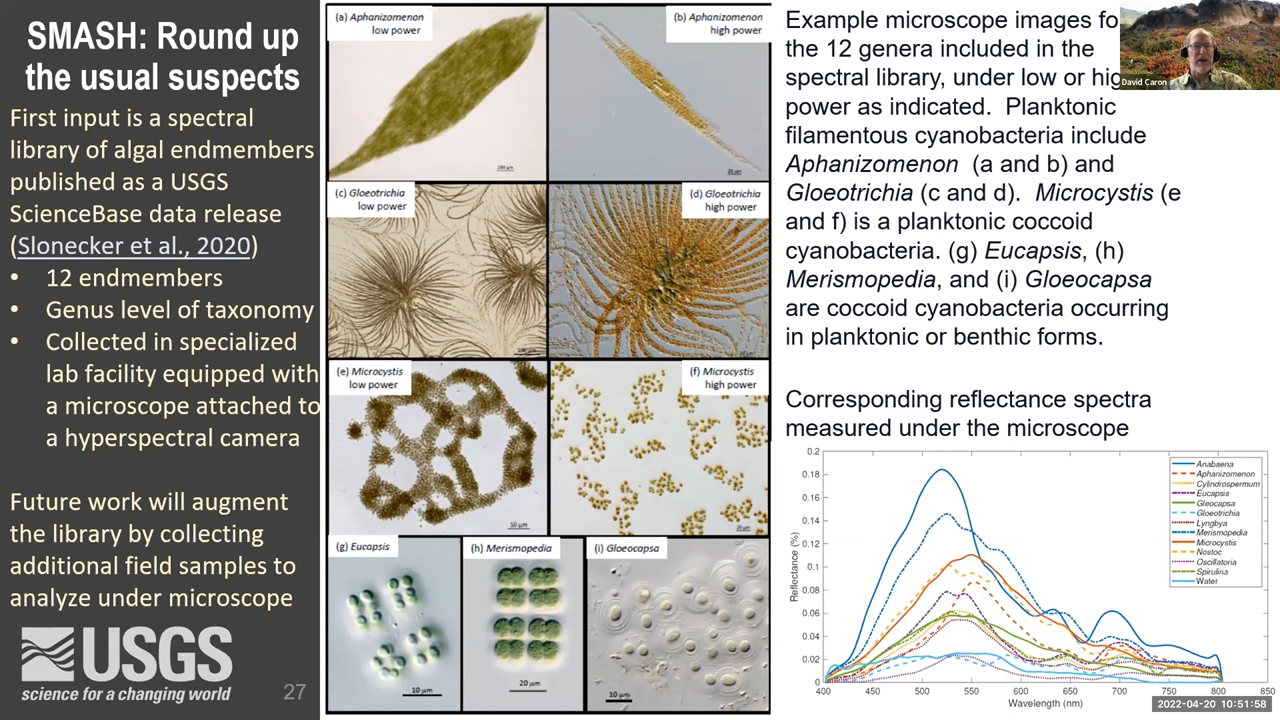 SMASH: Round up
the usual suspects
First input is a spectral
library of algal endmembers
published as a USGS
ScienceBase data release
(Slonecker et al., 2020)
• 12 endmembers
• Genus level of taxonomy
• Collected in specialized
lab facility equipped with
a microscope attached to
a hyperspectral camera
Future work will augment
the library by collecting
additional field samples to
analyze under microscope
USGS
science for a changing world
27
(a) Aphanizomenon
low power
100 µm
(b) Aphanizomenon
high power
20 µm
(c) Gloeotrichia
low power
100 µm
(d) Gloeotrichia
high power
(e) Microcystis
low power
50 µm
(f) Microcystis
high power
20 µm
(g) Eucapsis
10 µm
(h) Merismopedia
20 µm
(i) Gloeocapsa
10 µm
Example microscope images fo
the 12 genera included in the
spectral library, under low or hig
power as indicated. Planktonic
filamentous cyanobacteria include
Aphanizomenon (a and b) and
Gloeotrichia (c and d). Microcystis (e
and f) is a planktonic coccoid
cyanobacteria. (g) Eucapsis, (h)
Merismopedia, and (i) Gloeocapsa
are coccoid cyanobacteria occurring
in planktonic or benthic forms.
David Caron
Corresponding reflectance spectra
measured under the microscope
0.2
0.18
0.16
0.14
0.12
0.1
0.08
0.06
0.04
0.02
0
Reflectance (%)
400 450 500 550 600 650 700 750 800 850
Wavelength (nm)
Anabaena
Aphanizomenon
Cylindrospermum
Eucapsis
Gleocapsa
Gloeotrichia
Lyngbya
Merismopedia
Microcystis
Nostoc
Oscillatoria
Spirulina
Water
2022-04-20 10:51:58